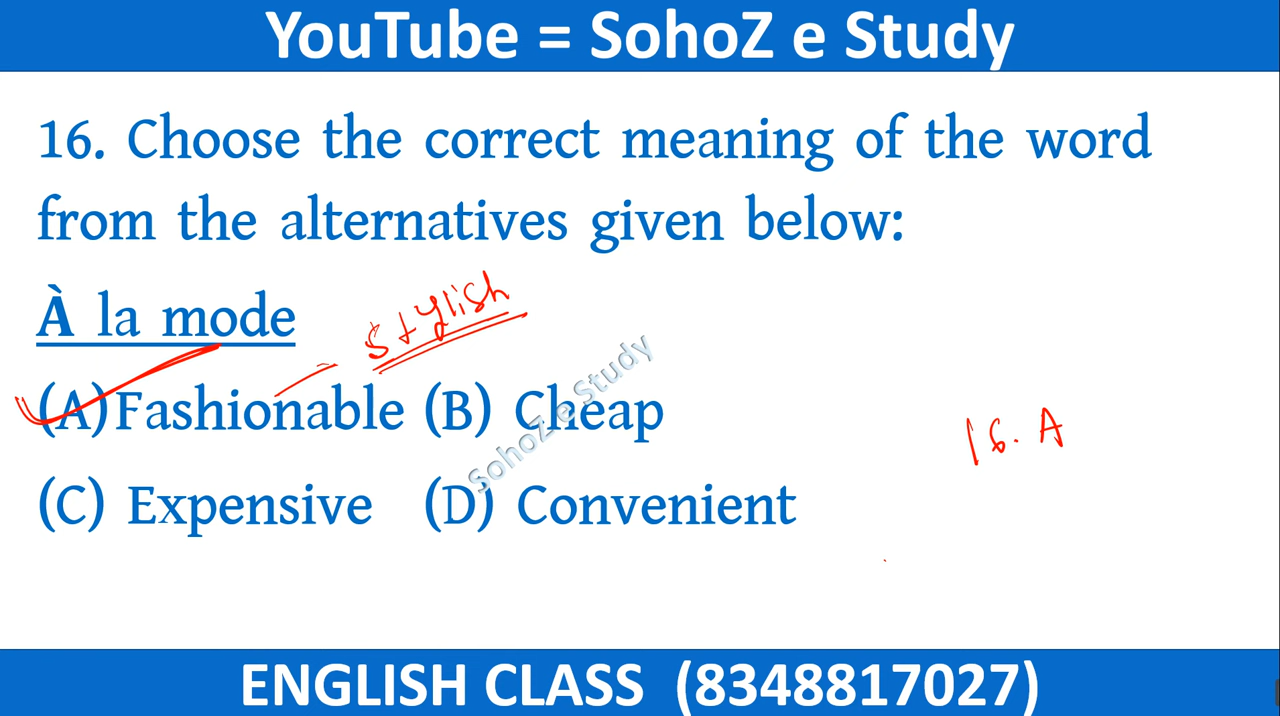 YouTube = SohoZ e Study
16. Choose the correct meaning of the word
from the alternatives given below:
À la mode
stylish
(A) Fashionable (B) Cheap
16. A
(C) Expensive (D) Convenient
SohoZ e Study
ENGLISH CLASS (8348817027)